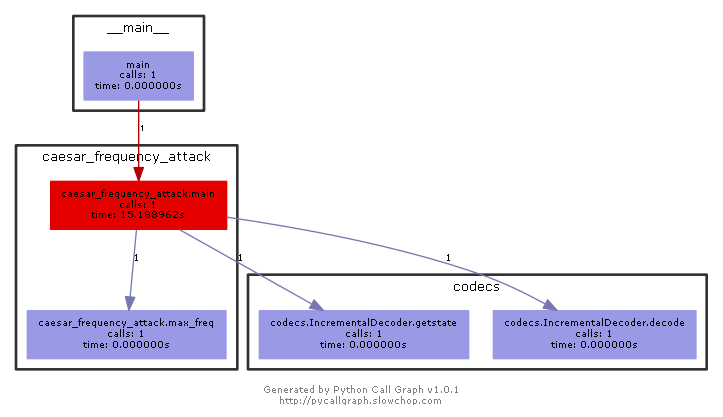 __main__
main
calls: 1
time: 0.000000s
1
caesar_frequency_attack
caesar_frequency_attack.main
calls: 1
time: 15.188962s
1
1
1
codecs
caesar_frequency_attack.max_freq
calls: 1
time: 0.000000s
codecs.IncrementalDecoder.getstate
calls: 1
time: 0.000000s
codecs.IncrementalDecoder.decode
calls: 1
time: 0.000000s
Generated by Python Call Graph v1.0.1
http://pycallgraph.slowchop.com